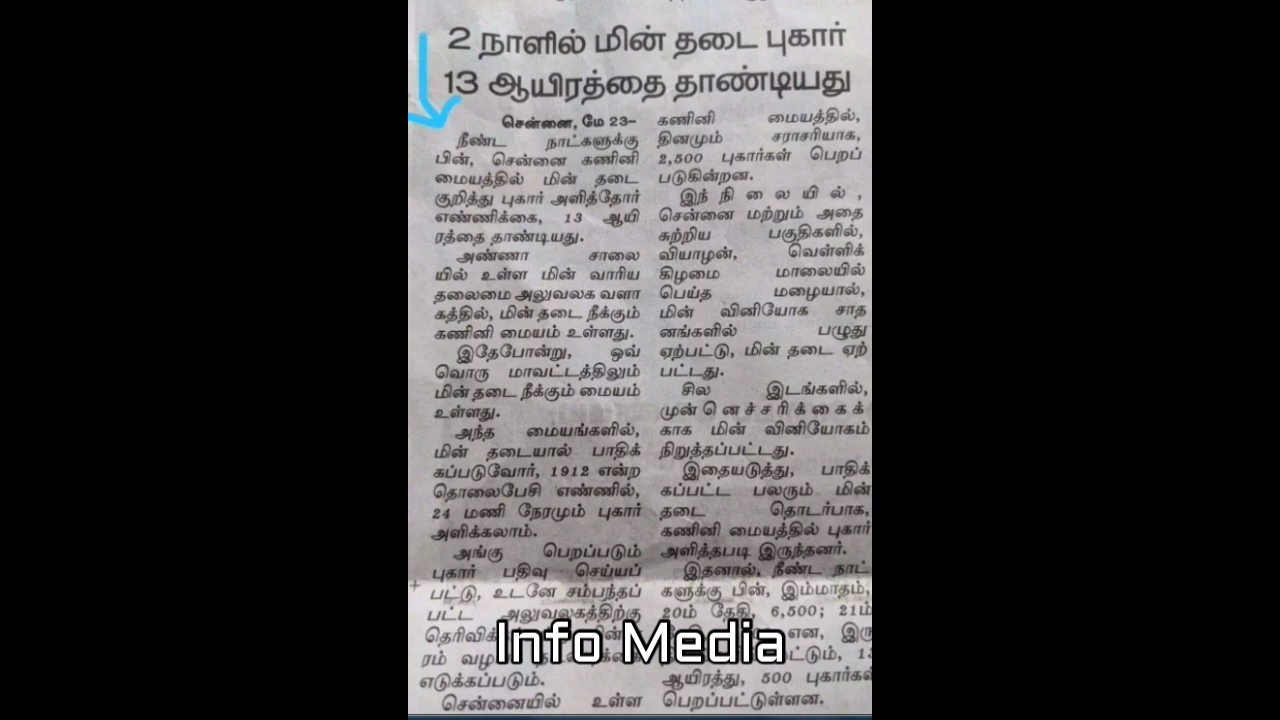 2 நாளில் மின் தடை புகார்
13 ஆயிரத்தை தாண்டியது
சென்னை, மே 23–
நீண்ட நாட்களுக்கு
பின், சென்னை கணினி
மையத்தில் மின் தடை
குறித்து புகார் அளித்தோர்
எண்ணிக்கை, 13 ஆயி
ரத்தை தாண்டியது.
அண்ணா சாலை
யில் உள்ள மின் வாரிய
தலைமை அலுவலக வளா
கத்தில், மின் தடை நீக்கும்
கணினி மையம் உள்ளது.
இதேபோன்று, ஒவ்
வொரு மாவட்டத்திலும்
மின் தடை நீக்கும் மையம்
உள்ளது.
அந்த மையங்களில்,
மின் தடையால் பாதிக்
கப்படுவோர், 1912 என்ற
தொலைபேசி எண்ணில்,
24 மணி நேரமும் புகார்
அளிக்கலாம்.
அங்கு பெறப்படும்
புகார் பதிவு செய்யப்
பட்டு, உடனே சம்பந்தப்
பட்ட அலுவலகத்திற்கு
ரம்
எடுக்கப்படும்.
சென்னையில் உள்ள
கணினி மையத்தில்,
தினமும் சராசரியாக,
2,500 புகார்கள் பெறப்
படுகின்றன.
இந்நிலையில்,
சென்னை மற்றும் அதை
சுற்றிய பகுதிகளில்,
வியாழன், வெள்ளிக்
கிழமை மாலையில்
பெய்த மழையால்,
மின் வினியோக சாத
னங்களில் பழுது
ஏற்பட்டு, மின் தடை ஏற்
பட்டது.
சில இடங்களில்,
முன்னெச்சரிக்கைக்
காக மின் வினியோகம்
நிறுத்தப்பட்டது.
இதையடுத்து, பாதிக்
கப்பட்ட பலரும் மின்
தடை தொடர்பாக,
கணினி மையத்தில் புகார்
அளித்தபடி இருந்தனர்.
இதனால், நீண்ட நாட்
களுக்கு பின், இம்மாதம்,
20ம் தேதி, 6,500; 21ம்
என, இரு
ஆயிரத்து, 500 புகார்கள்
பெறப்பட்டுள்ளன.
Info Media